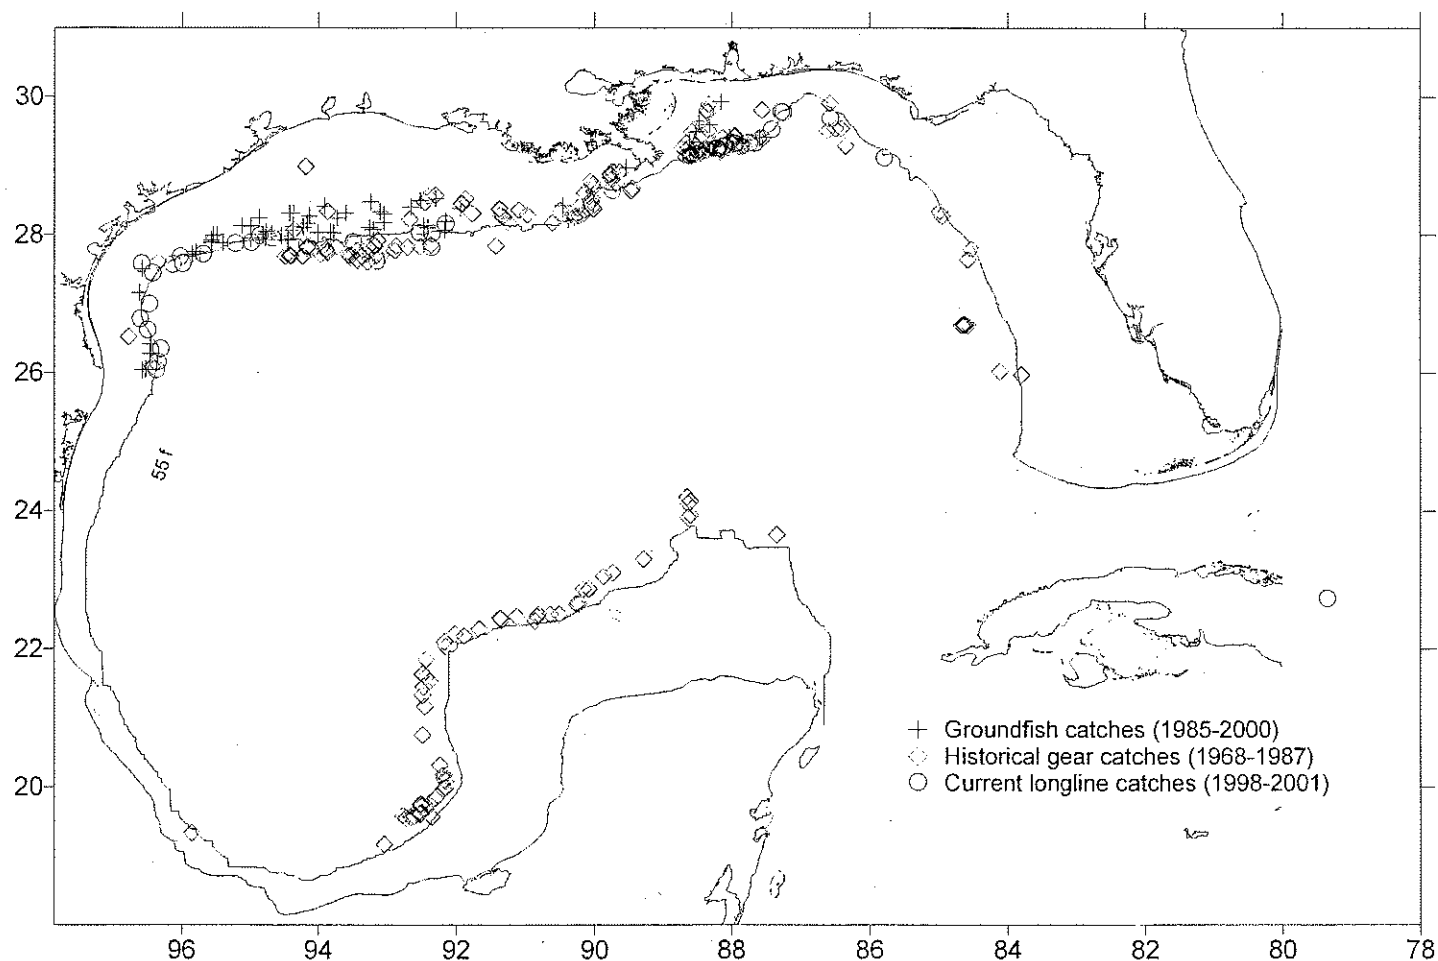 30
28
26
24
22
20
55 f
+ Groundfish catches (1985-2000)
◇ Historical gear catches (1968-1987)
○ Current longline catches (1998-2001)
96 94 92 90 88 86 84 82 80 78